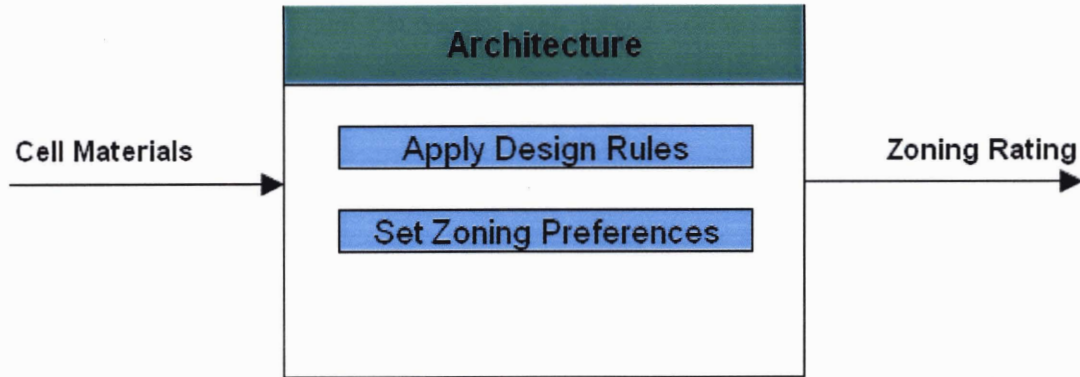 Architecture
Cell Materials
Apply Design Rules
Zoning Rating
Set Zoning Preferences